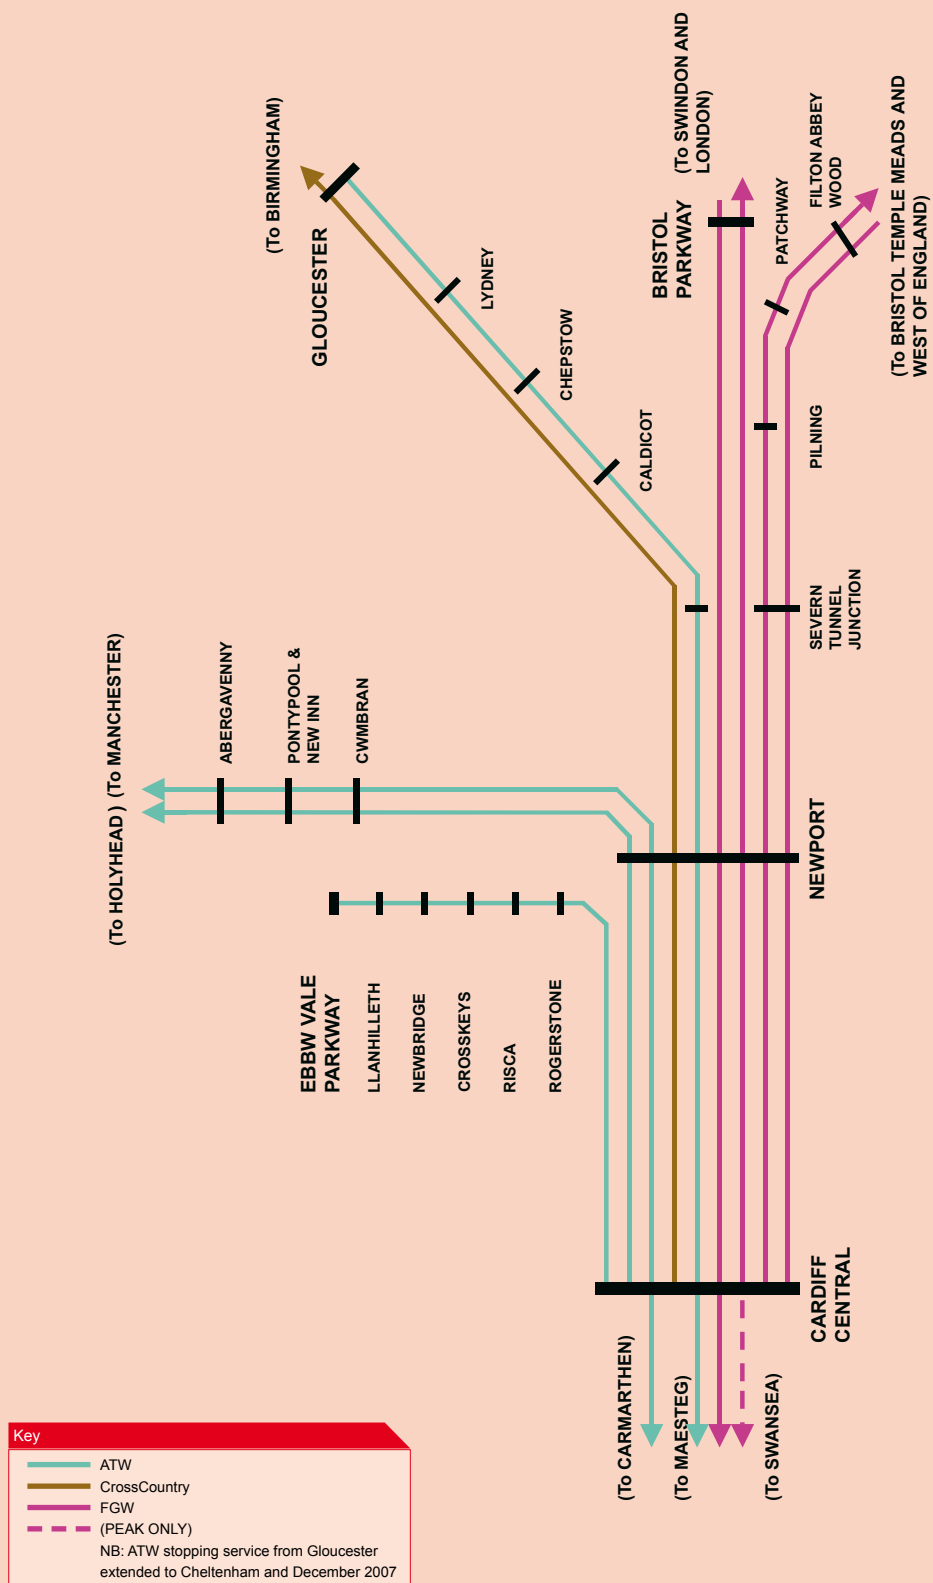 (To HOLYHEAD ) (To MANCHESTER)
ABERGAVENNY
PONTYPOOL &
NEW INN
CWMBRAN
EBBW VALE
PARKWAY
LLANHILLETH
NEWBRIDGE
CROSSKEYS
RISCA
ROGERSTONE
(To BIRMINGHAM)
GLOUCESTER
LYDNEY
CHEPSTOW
CALDICOT
(To SWINDON AND
LONDON)
BRISTOL
PARKWAY
PATCHWAY
FILTON ABBEY
WOOD
(To BRISTOL TEMPLE MEADS AND
WEST OF ENGLAND)
PILNING
SEVERN
TUNNEL
JUNCTION
NEWPORT
CARDIFF
CENTRAL
(To CARMARTHEN)
(To MAESTEG)
(To SWANSEA)
Key
ATW
CrossCountry
FGW
(PEAK ONLY)
NB: ATW stopping service from Gloucester
extended to Cheltenham and December 2007